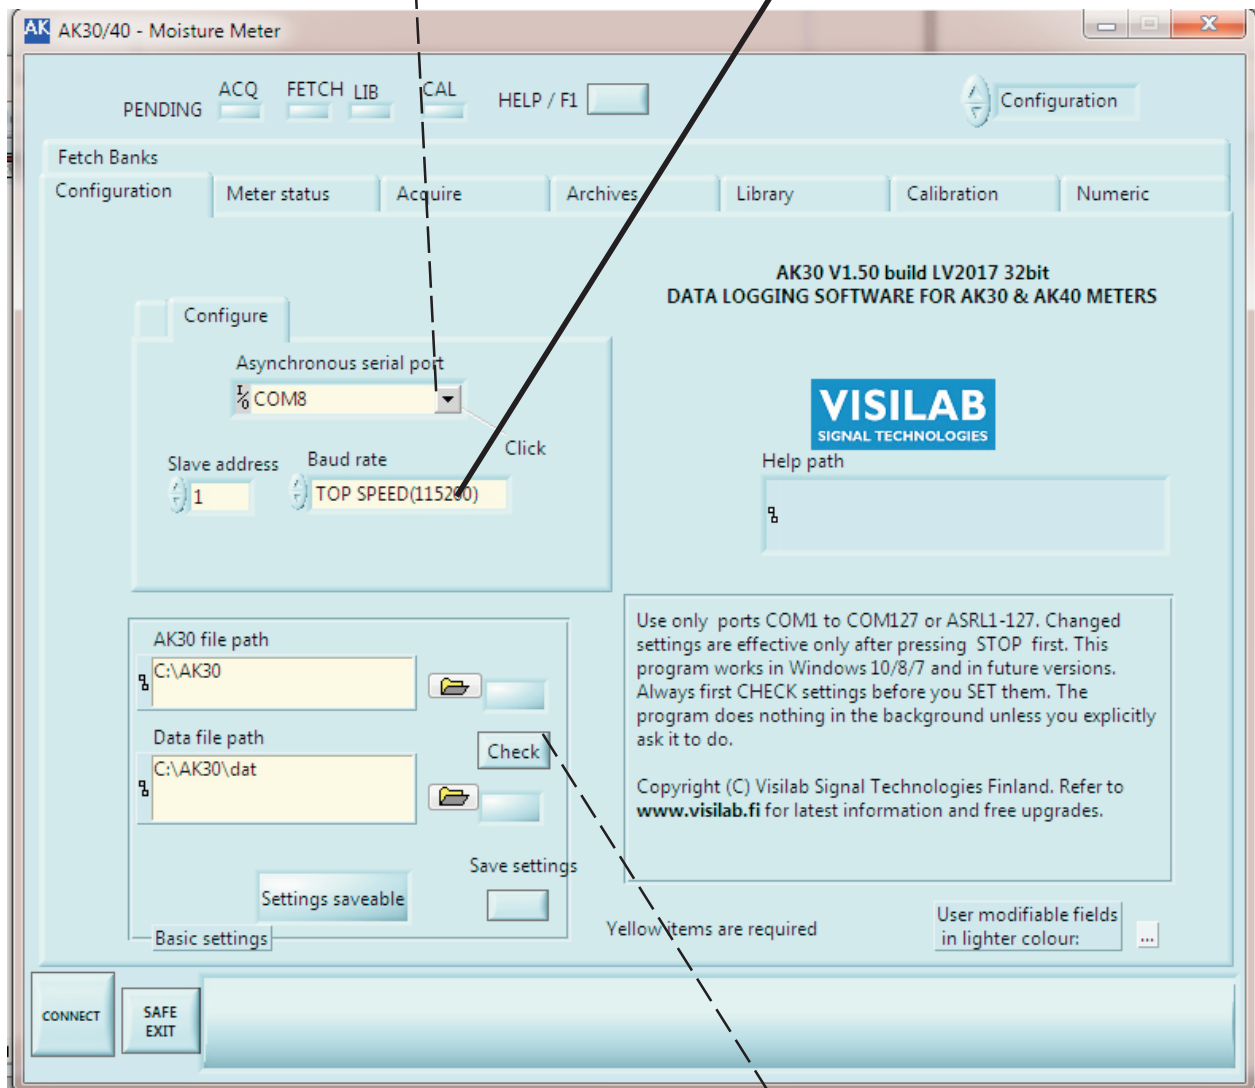 AK AK30/40 - Moisture Meter
PENDING ACQ FETCH LIB CAL HELP / F1 Configuration
Fetch Banks
Configuration Meter status Acquire Archives Library Calibration Numeric
AK30 V1.50 build LV2017 32bit
DATA LOGGING SOFTWARE FOR AK30 & AK40 METERS
Configure
Asynchronous serial port
I/O COM8
Click
Slave address Baud rate
1 TOP SPEED(115200)
VISILAB
SIGNAL TECHNOLOGIES
Help path
AK30 file path
C:\AK30
Data file path
Check
C:\AK30\dat
Save settings
Settings saveable
Basic settings
Use only ports COM1 to COM127 or ASRL1-127. Changed
settings are effective only after pressing STOP first. This
program works in Windows 10/8/7 and in future versions.
Always first CHECK settings before you SET them. The
program does nothing in the background unless you explicitly
ask it to do.
Copyright (C) Visilab Signal Technologies Finland. Refer to
www.visilab.fi for latest information and free upgrades.
Yellow items are required
User modifiable fields
in lighter colour:
...
CONNECT
SAFE
EXIT